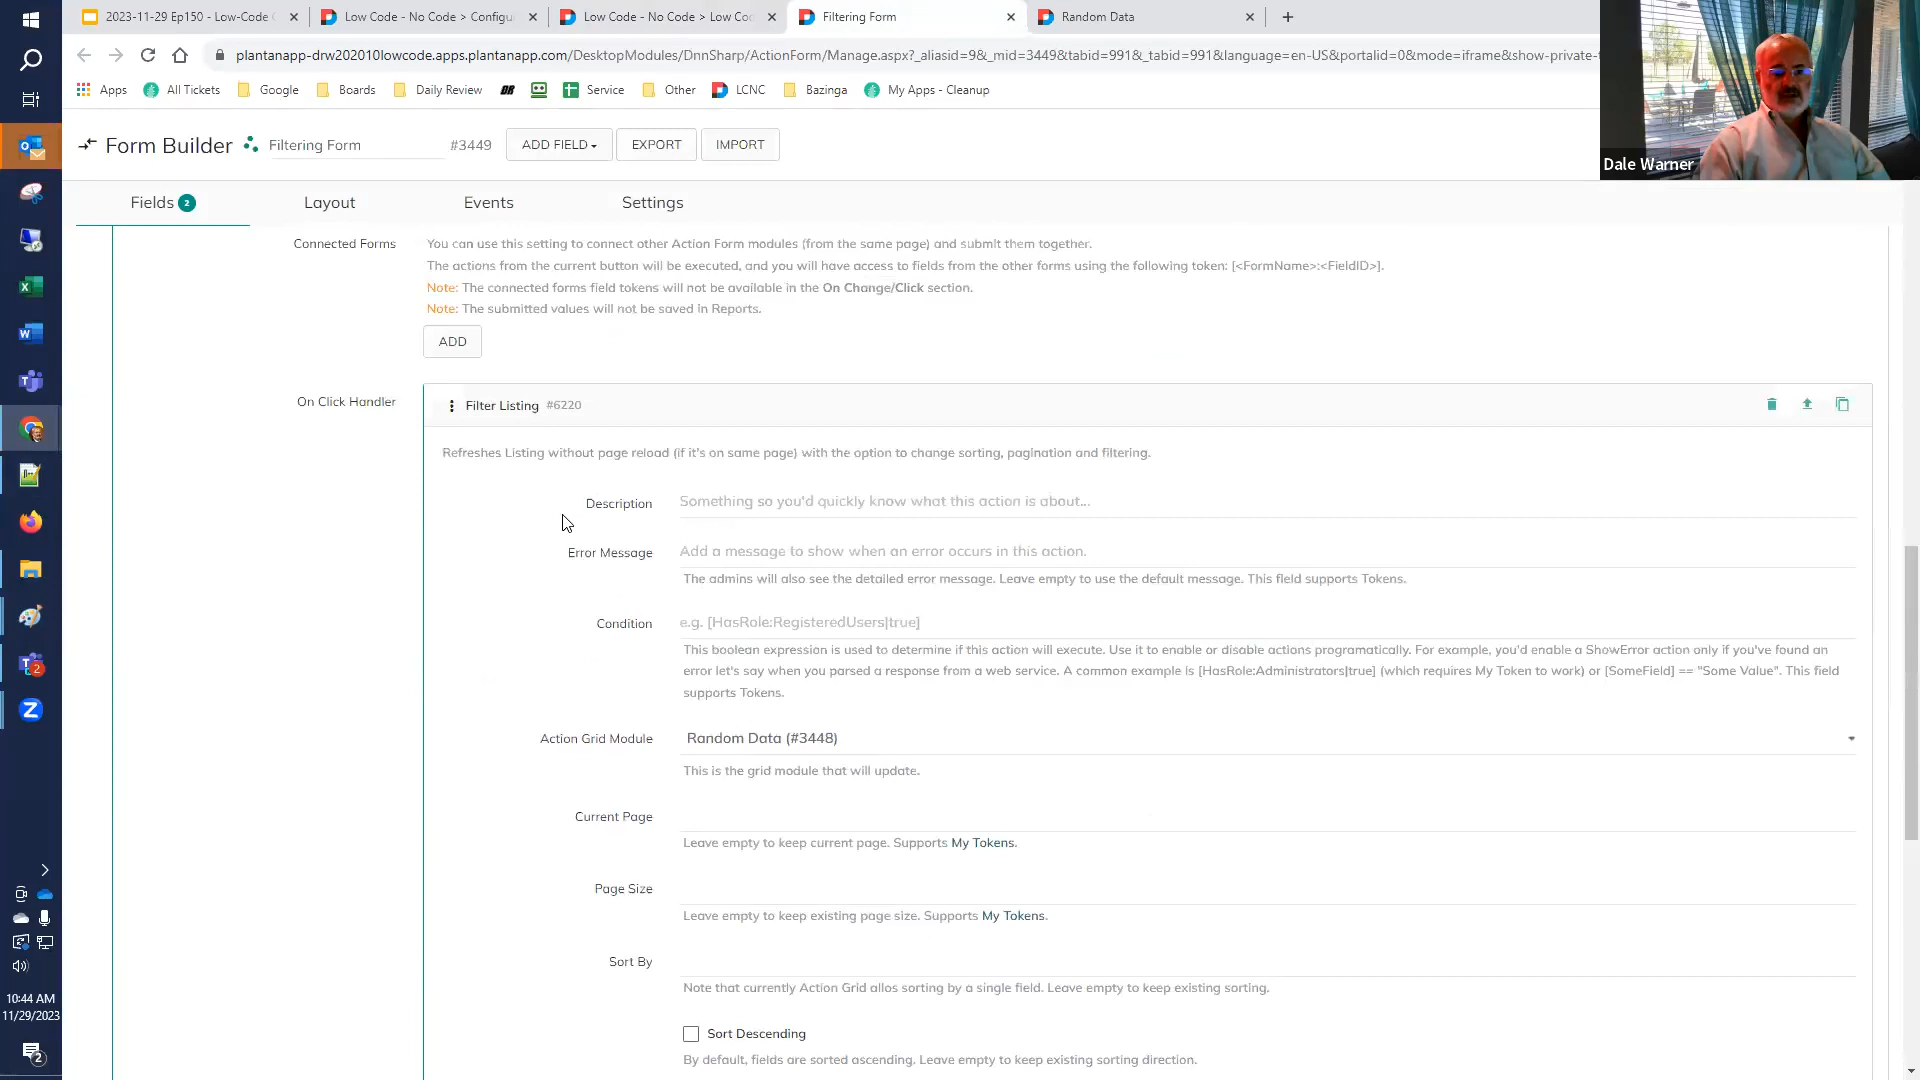 2023-11-29 Ep150 - Low-Code
Low Code - No Code > Configu
Low Code - No Code > Low Coc
Filtering Form
Random Data
plantanapp-drw202010lowcode.apps.plantanapp.com/DesktopModules/DnnSharp/ActionForm/Manage.aspx?_aliasid=9&_mid=3449&tabid=991&_tabid=991&language=en-US&portalid=0&mode=iframe&show-private-t
Apps
All Tickets
Google
Boards
Daily Review
Service
Other
LCNC
Bazinga
My Apps - Cleanup
Dale Warner
Form Builder
Filtering Form
#3449
ADD FIELD
EXPORT
IMPORT
Fields 2
Layout
Events
Settings
Connected Forms
You can use this setting to connect other Action Form modules (from the same page) and submit them together.
The actions from the current button will be executed, and you will have access to fields from the other forms using the following token: [<FormName>:<FieldID>].
Note: The connected forms field tokens will not be available in the On Change/Click section.
Note: The submitted values will not be saved in Reports.
ADD
On Click Handler
Filter Listing #6220
Refreshes Listing without page reload (if it's on same page) with the option to change sorting, pagination and filtering.
Description
Something so you'd quickly know what this action is about...
Error Message
Add a message to show when an error occurs in this action.
The admins will also see the detailed error message. Leave empty to use the default message. This field supports Tokens.
Condition
e.g. [HasRole:RegisteredUsers|true]
This boolean expression is used to determine if this action will execute. Use it to enable or disable actions programatically. For example, you'd enable a ShowError action only if you've found an
error let's say when you parsed a response from a web service. A common example is [HasRole:Administrators|true] (which requires My Token to work) or [SomeField] == "Some Value". This field
supports Tokens.
Action Grid Module
Random Data (#3448)
This is the grid module that will update.
Current Page
Leave empty to keep current page. Supports My Tokens.
Page Size
Leave empty to keep existing page size. Supports My Tokens.
Sort By
Note that currently Action Grid allos sorting by a single field. Leave empty to keep existing sorting.
Sort Descending
By default, fields are sorted ascending. Leave empty to keep existing sorting direction.
2
10:44 AM
11/29/2023
2